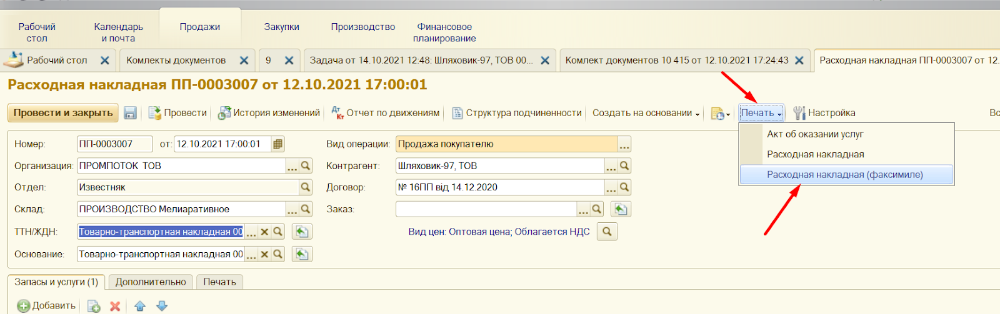 Рабочий стол
Календарь и почта
Продажи
Закупки
Производство
Финансовое планирование
Рабочий стол
Комлекты документов
9
Задача от 14.10.2021 12:48: Шляховик-97, ТОВ 00...
Комлект документов 10 415 от 12.10.2021 17:24:43
Расходная накладная ПП-0003007 от 12.
Расходная накладная ПП-0003007 от 12.10.2021 17:00:01
Провести и закрыть Провести История изменений Дт Кт Отчет по движениям Структура подчиненности Создать на основании Печать Настройка Вс
Акт об оказании услуг
Расходная накладная
Расходная накладная (факсимиле)
Номер: ПП-0003007 от: 12.10.2021 17:00:01 Вид операции: Продажа покупателю ...
Организация: ПРОМПОТОК ТОВ ... Контрагент: Шляховик-97, ТОВ ...
Отдел: Известняк Договор: № 16ПП від 14.12.2020 ...
Склад: ПРОИЗВОДСТВО Мелиаративное ... Заказ: ...
ТТН/ЖДН: Товарно-транспортная накладная 00 ... Вид цен: Оптовая цена; Облагается НДС
Основание: Товарно-транспортная накладная 00 ...
Запасы и услуги (1) Дополнительно Печать
Добавить